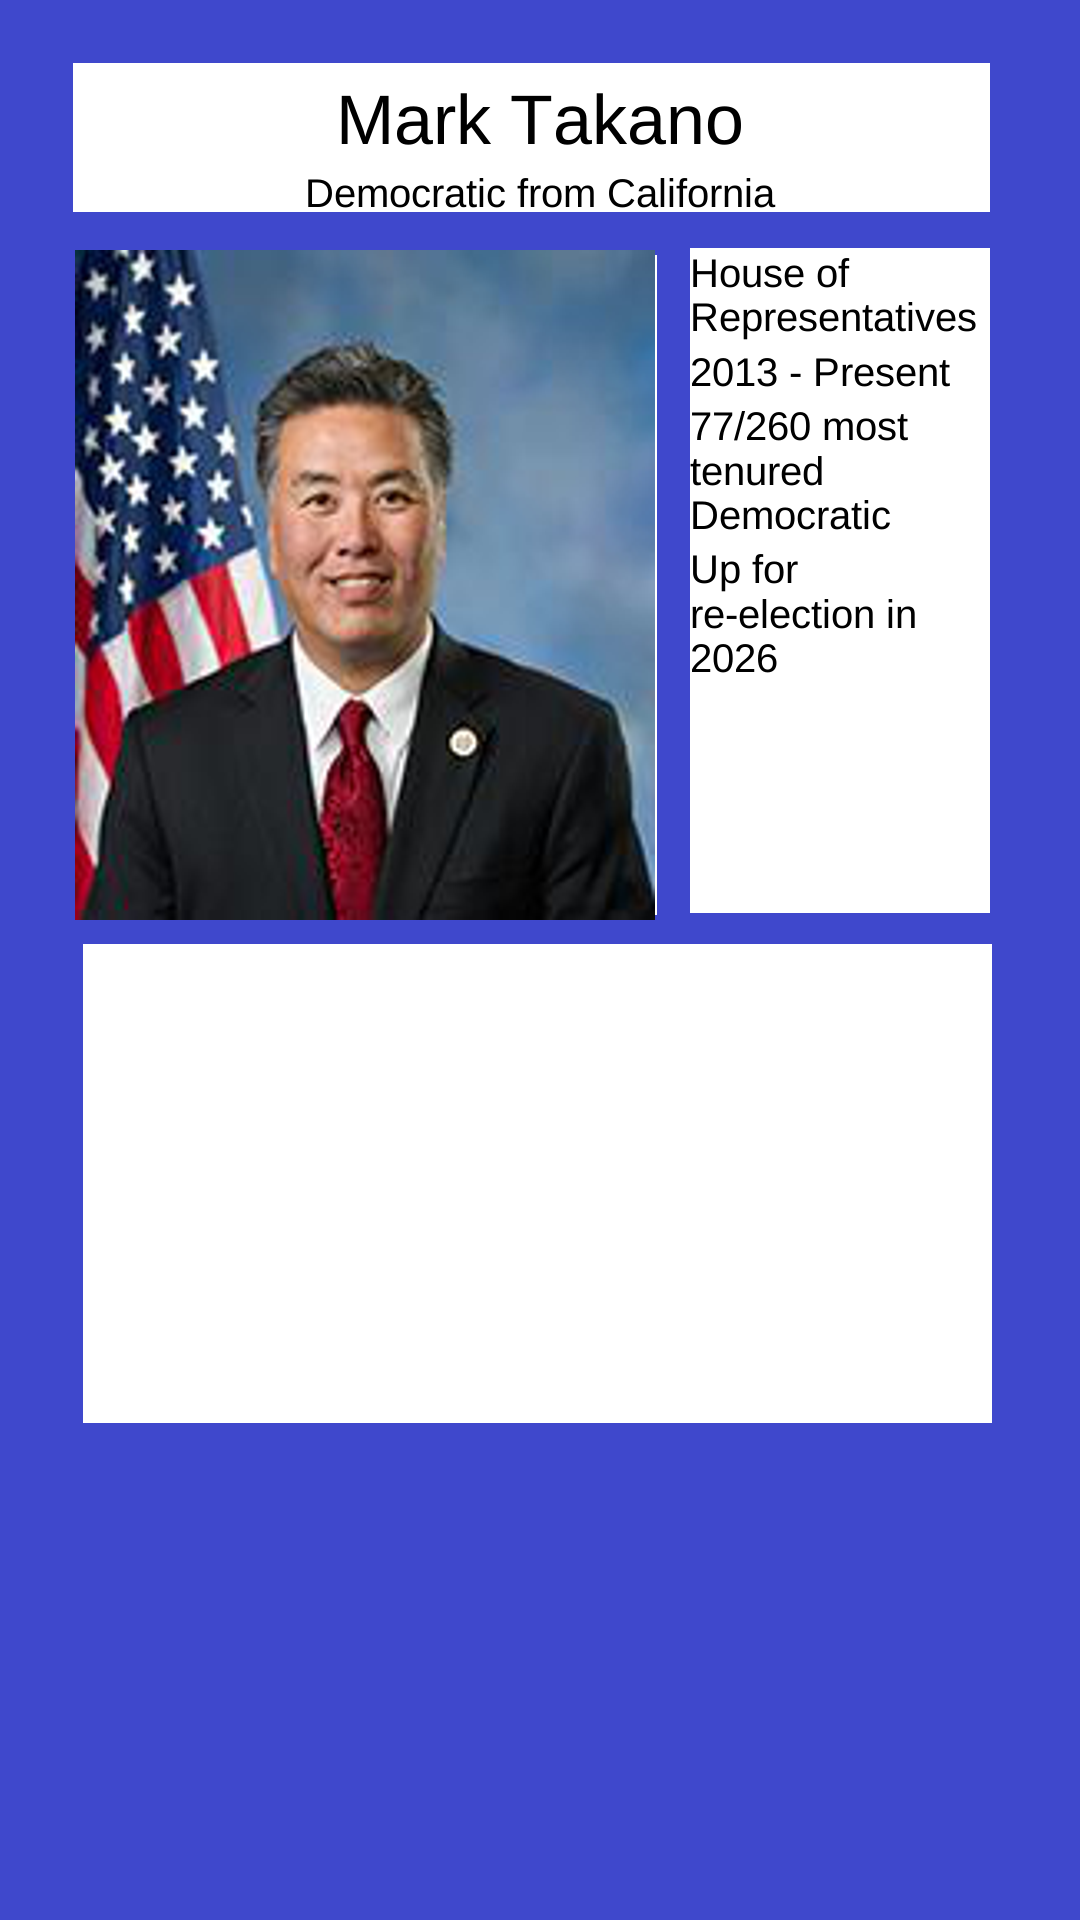 Mark Takano
Democratic from California
House of
Representatives
2013 - Present
77/260 most
tenured
Democratic
Up for
re-election in
2026